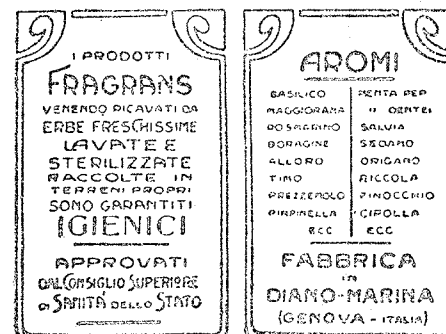 I PRODOTTI
FRAGRANS
VENENDO RICAVATI DA
ERBE FRESCHISSIME
LAVATE E
STERILIZZATE
RACCOLTE IN
TERRENI PROPRI
SONO GARANTITI
IGIENICI
APPROVATI
DAL CONSIGLIO SUPERIORE
DI SANITÀ DELLO STATO
AROMI
BASILICO
MAGGIORANA
ROSMARINO
BORAGINE
ALLORO
TIMO
PREZZEMOLO
PIMPINELLA
ECC
MENTA PEP
" 
SALVIA
SEDANO
ORIGANO
RICCOLA
FINOCCHIO
CIPOLLA
ECC
FABBRICA
IN
DIANO-MARINA
(GENOVA - ITALIA)